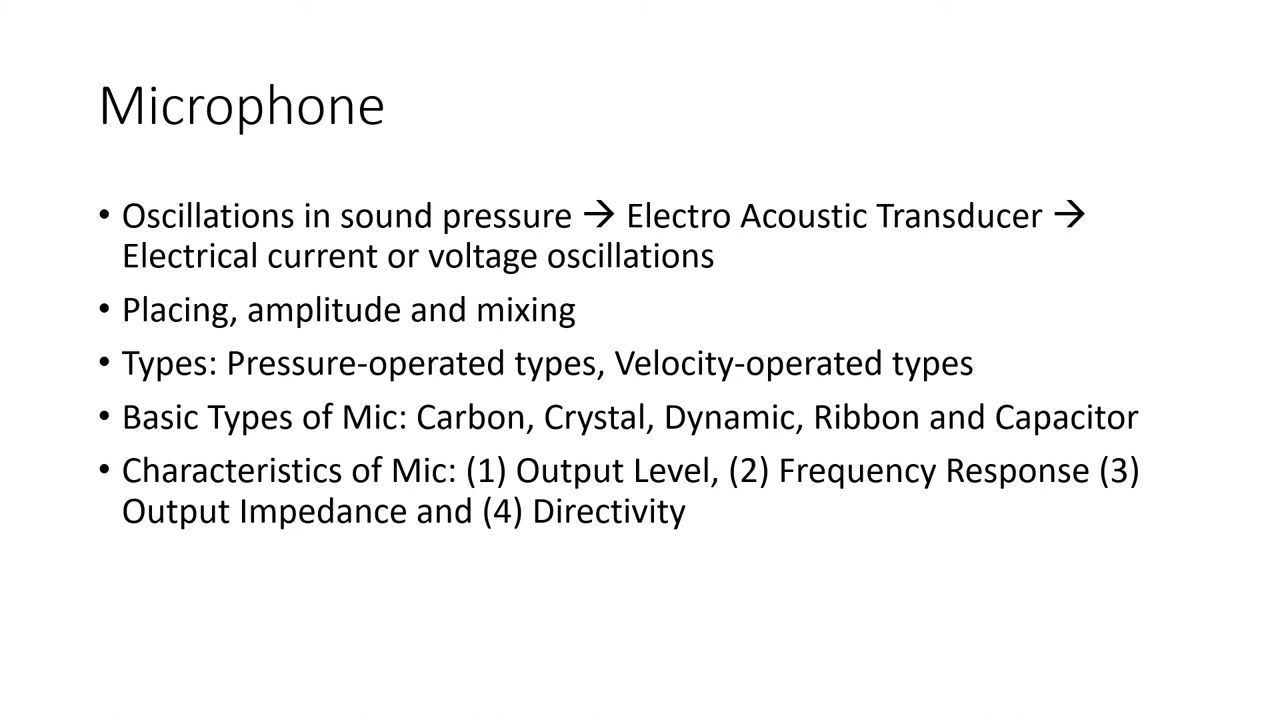 Microphone
• Oscillations in sound pressure → Electro Acoustic Transducer →
Electrical current or voltage oscillations
• Placing, amplitude and mixing
• Types: Pressure-operated types, Velocity-operated types
• Basic Types of Mic: Carbon, Crystal, Dynamic, Ribbon and Capacitor
• Characteristics of Mic: (1) Output Level, (2) Frequency Response (3)
Output Impedance and (4) Directivity